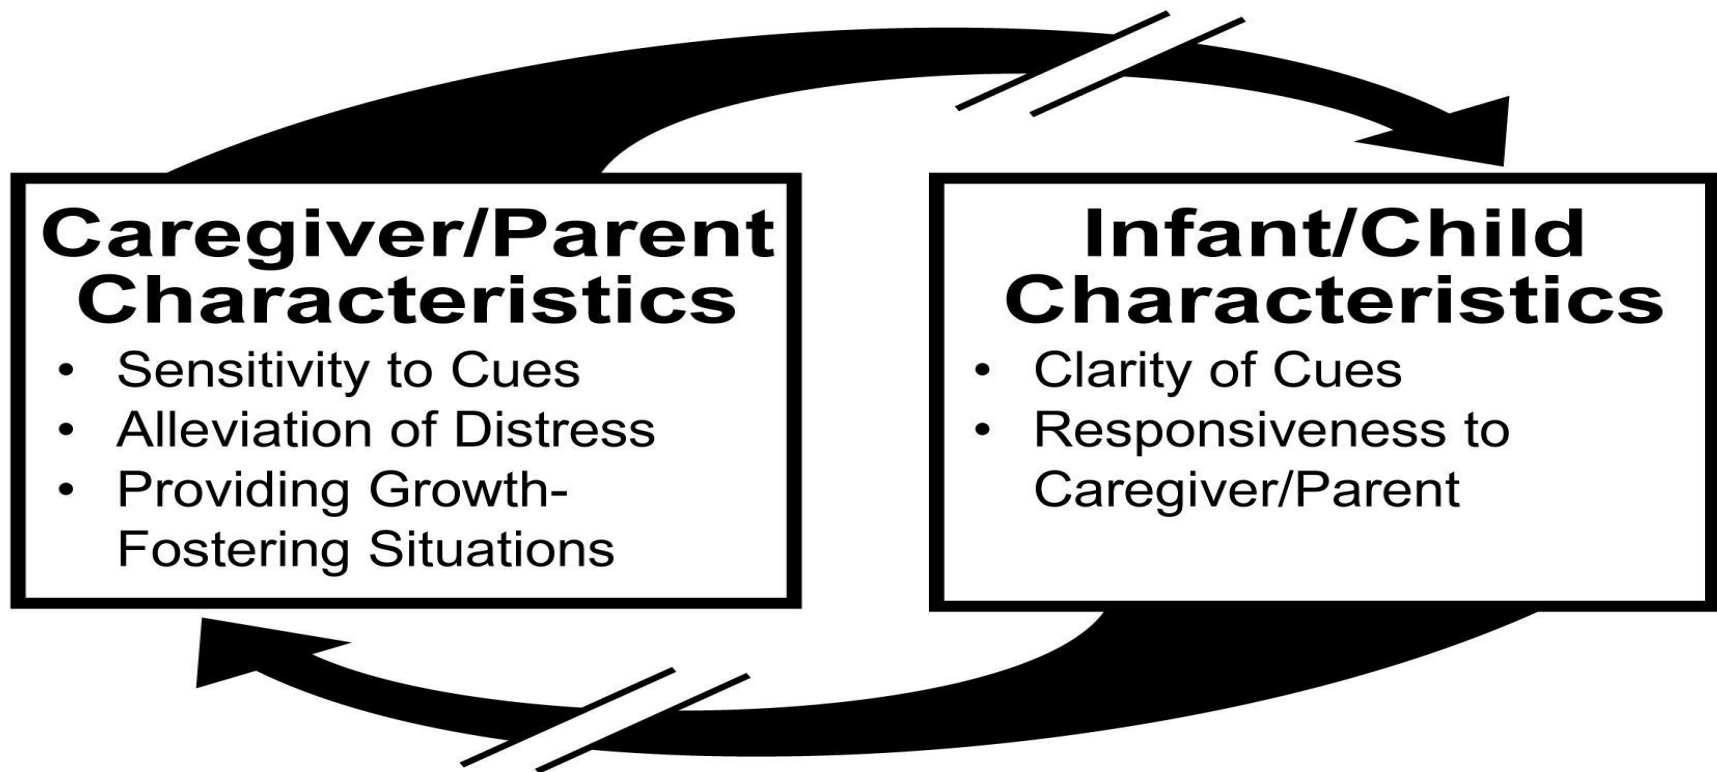 Caregiver/Parent
Characteristics
• Sensitivity to Cues
• Alleviation of Distress
• Providing Growth-
Fostering Situations
Infant/Child
Characteristics
• Clarity of Cues
• Responsiveness to
Caregiver/Parent